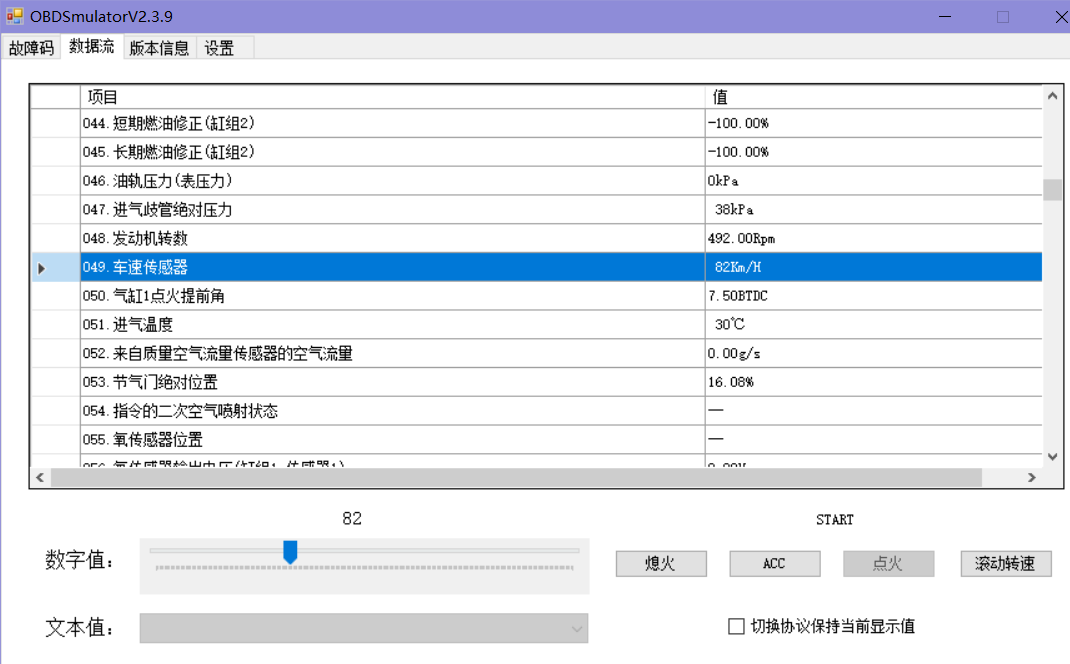 OBDSmulatorV2.3.9
故障码 数据流 版本信息 设置
项目 值
044.短期燃油修正(缸组2) -100.00%
045.长期燃油修正(缸组2) -100.00%
046.油轨压力(表压力) 0kPa
047.进气歧管绝对压力 38kPa
048.发动机转数 492.00Rpm
049.车速传感器 82Km/H
050.气缸1点火提前角 7.50BTDC
051.进气温度 30℃
052.来自质量空气流量传感器的空气流量 0.00g/s
053.节气门绝对位置 16.08%
054.指令的二次空气喷射状态 —
055.氧传感器位置 —
82 START
数字值: 熄火 ACC 点火 滚动转速
文本值: 切换协议保持当前显示值